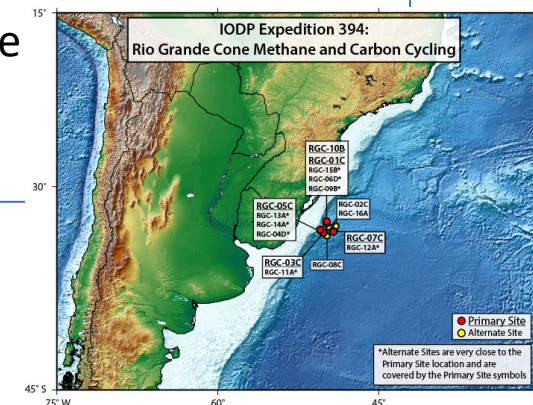 e
IODP Expedition 394:
Rio Grande Cone Methane and Carbon Cycling
15°
30°
45° S
75° W
60°
45°
RGC-10B
RGC-01C
RGC-15B*
RGC-06D*
RGC-09B*
RGC-05C
RGC-13A*
RGC-14A*
RGC-04D*
RGC-02C
RGC-16A
RGC-07C
RGC-12A*
RGC-03C
RGC-11A*
RGC-08C
Primary Site
Alternate Site
*Alternate Sites are very close to the
Primary Site location and are
covered by the Primary Site symbols